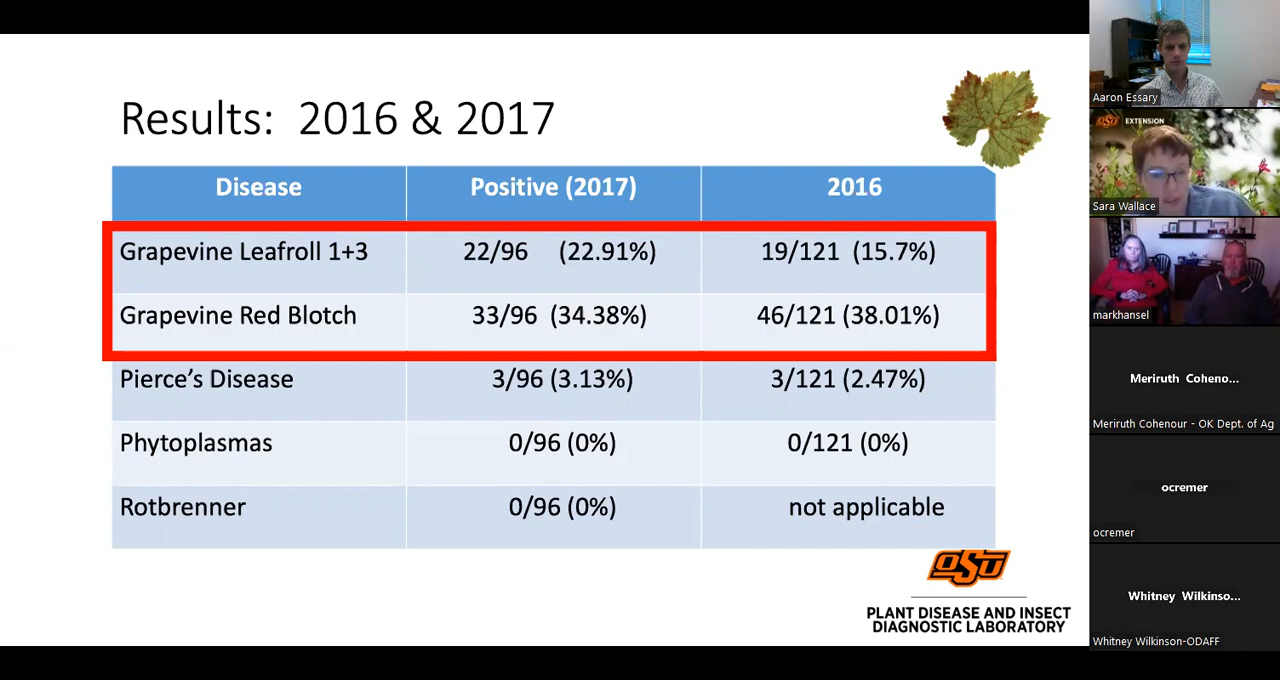 Results: 2016 & 2017
Disease Positive (2017) 2016
Grapevine Leafroll 1+3 22/96 (22.91%) 19/121 (15.7%)
Grapevine Red Blotch 33/96 (34.38%) 46/121 (38.01%)
Pierce’s Disease 3/96 (3.13%) 3/121 (2.47%)
Phytoplasmas 0/96 (0%) 0/121 (0%)
Rotbrenner 0/96 (0%) not applicable
OSU
PLANT DISEASE AND INSECT
DIAGNOSTIC LABORATORY
Aaron Essary
OSU EXTENSION
Sara Wallace
markhansel
Meriruth Coheno...
Meriruth Cohenour - OK Dept. of Ag
ocremer
ocremer
Whitney Wilkinso...
Whitney Wilkinson-ODAFF